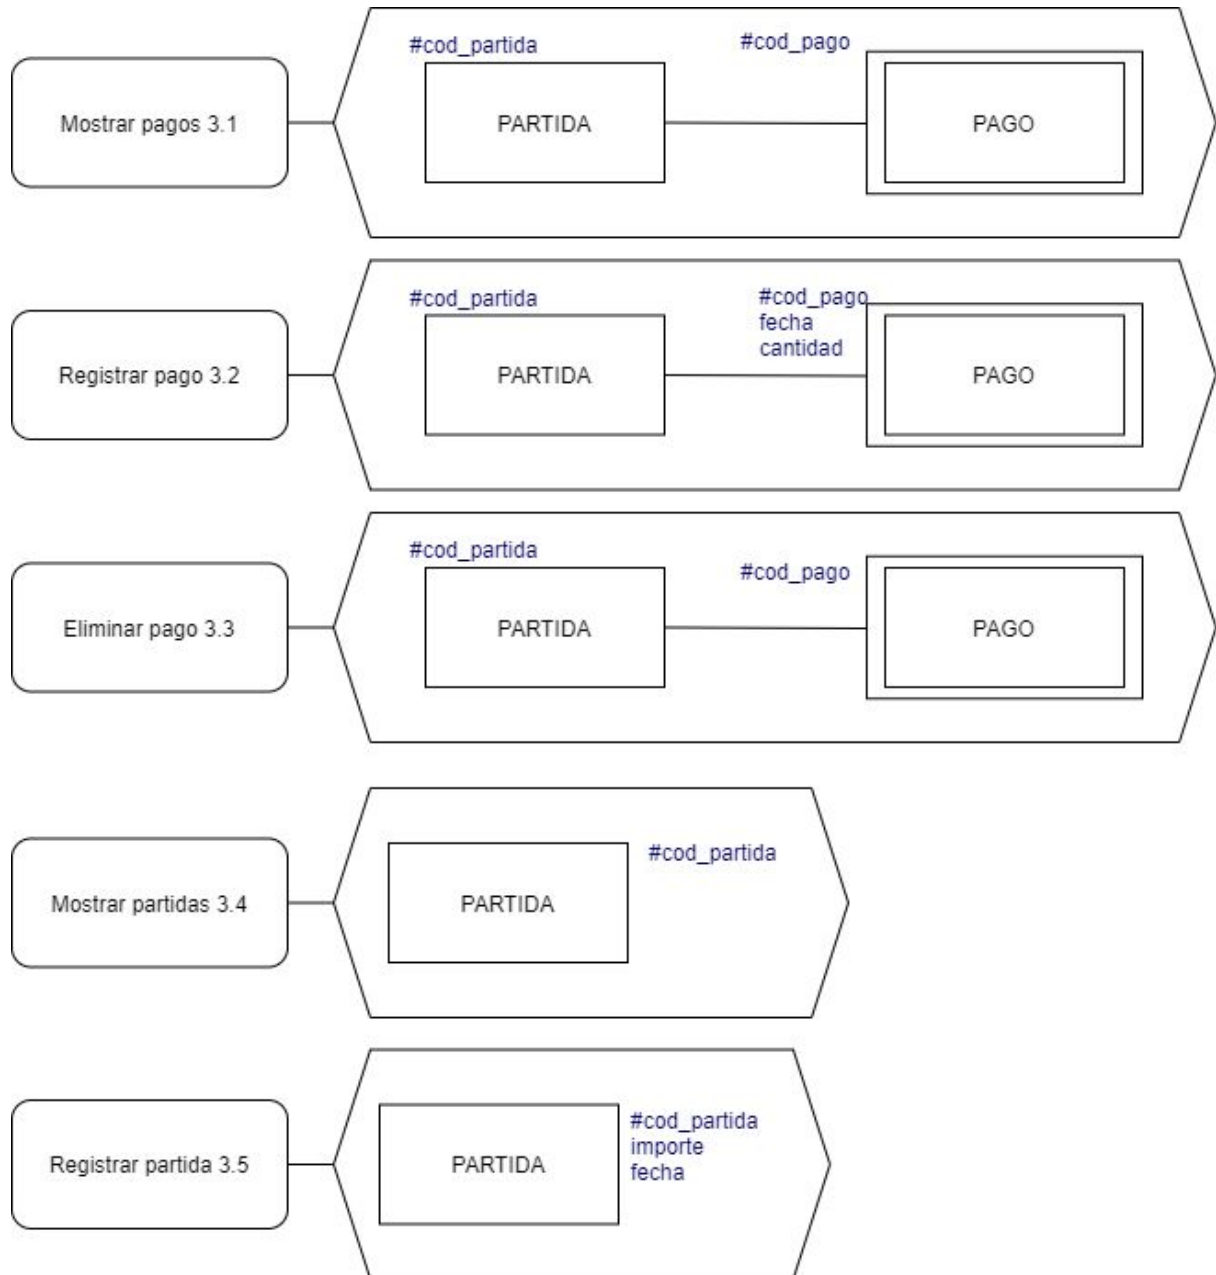 #cod_partida
#cod_pago
Mostrar pagos 3.1
PARTIDA
PAGO
#cod_partida
#cod_pago
fecha
cantidad
Registrar pago 3.2
PARTIDA
PAGO
#cod_partida
#cod_pago
Eliminar pago 3.3
PARTIDA
PAGO
#cod_partida
Mostrar partidas 3.4
PARTIDA
#cod_partida
importe
fecha
Registrar partida 3.5
PARTIDA